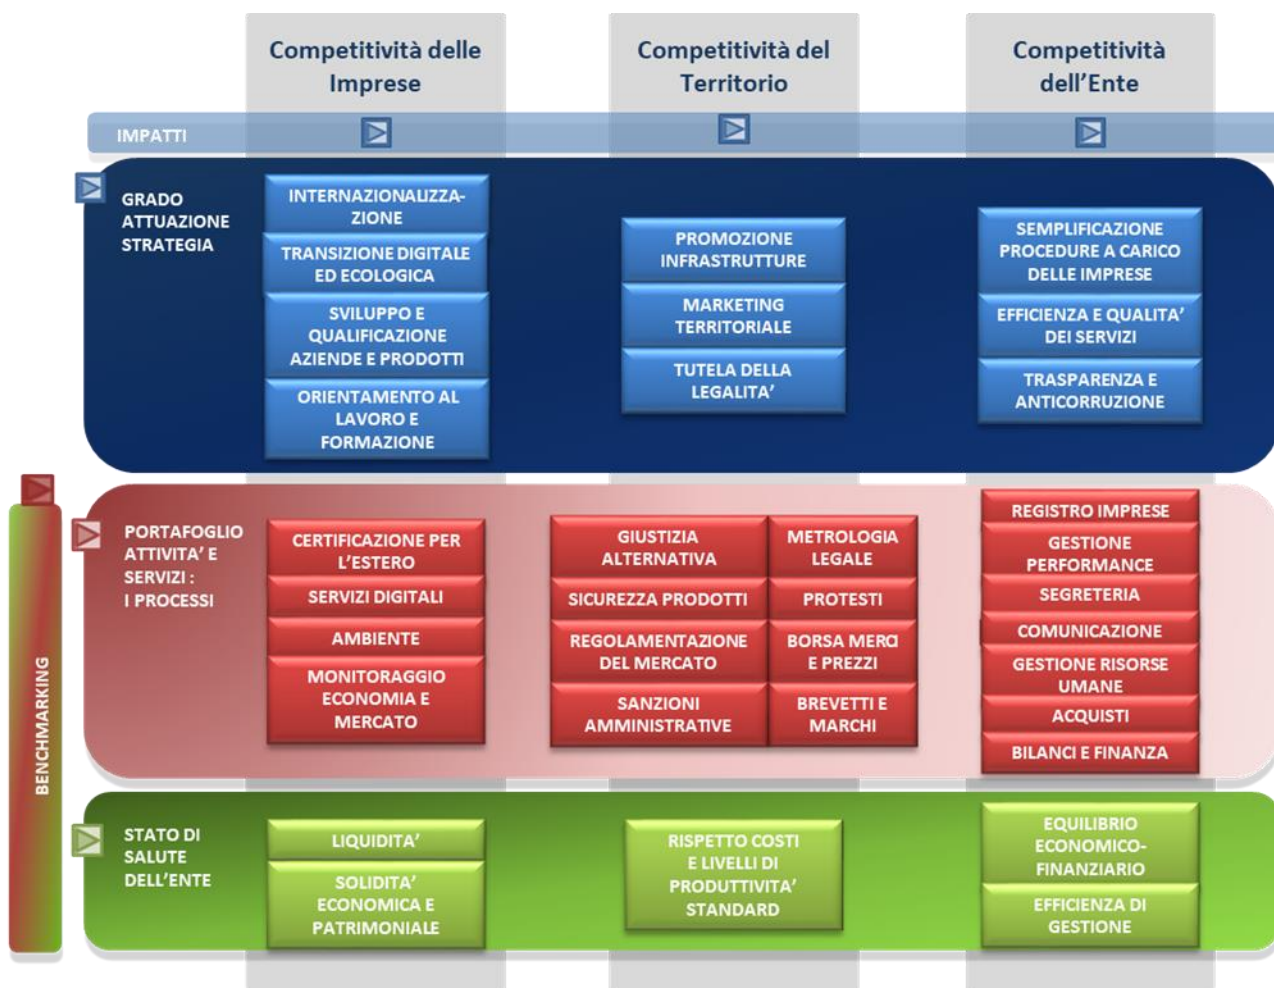 Competitività delle
Imprese
Competitività del
Territorio
Competitività
dell'Ente
IMPATTI
GRADO
ATTUAZIONE
STRATEGIA
INTERNAZIONALIZZA-
ZIONE
TRANSIZIONE DIGITALE
ED ECOLOGICA
SVILUPPO E
QUALIFICAZIONE
AZIENDE E PRODOTTI
ORIENTAMENTO AL
LAVORO E
FORMAZIONE
PROMOZIONE
INFRASTRUTTURE
MARKETING
TERRITORIALE
TUTELA DELLA
LEGALITA'
SEMPLIFICAZIONE
PROCEDURE A CARICO
DELLE IMPRESE
EFFICIENZA E QUALITA'
DEI SERVIZI
TRASPARENZA E
ANTICORRUZIONE
BENCHMARKING
PORTAFOGLIO
ATTIVITA' E
SERVIZI :
I PROCESSI
CERTIFICAZIONE PER
L'ESTERO
SERVIZI DIGITALI
AMBIENTE
MONITORAGGIO
ECONOMIA E
MERCATO
GIUSTIZIA
ALTERNATIVA
SICUREZZA PRODOTTI
REGOLAMENTAZIONE
DEL MERCATO
SANZIONI
AMMINISTRATIVE
METROLOGIA
LEGALE
PROTESTI
BORSA MERCI
E PREZZI
BREVETTI E
MARCHI
REGISTRO IMPRESE
GESTIONE
PERFORMANCE
SEGRETERIA
COMUNICAZIONE
GESTIONE RISORSE
UMANE
ACQUISTI
BILANCI E FINANZA
STATO DI
SALUTE
DELL'ENTE
LIQUIDITA'
SOLIDITA'
ECONOMICA E
PATRIMONIALE
RISPETTO COSTI
E LIVELLI DI
PRODUTTIVITA'
STANDARD
EQUILIBRIO
ECONOMICO-
FINANZIARIO
EFFICIENZA DI
GESTIONE